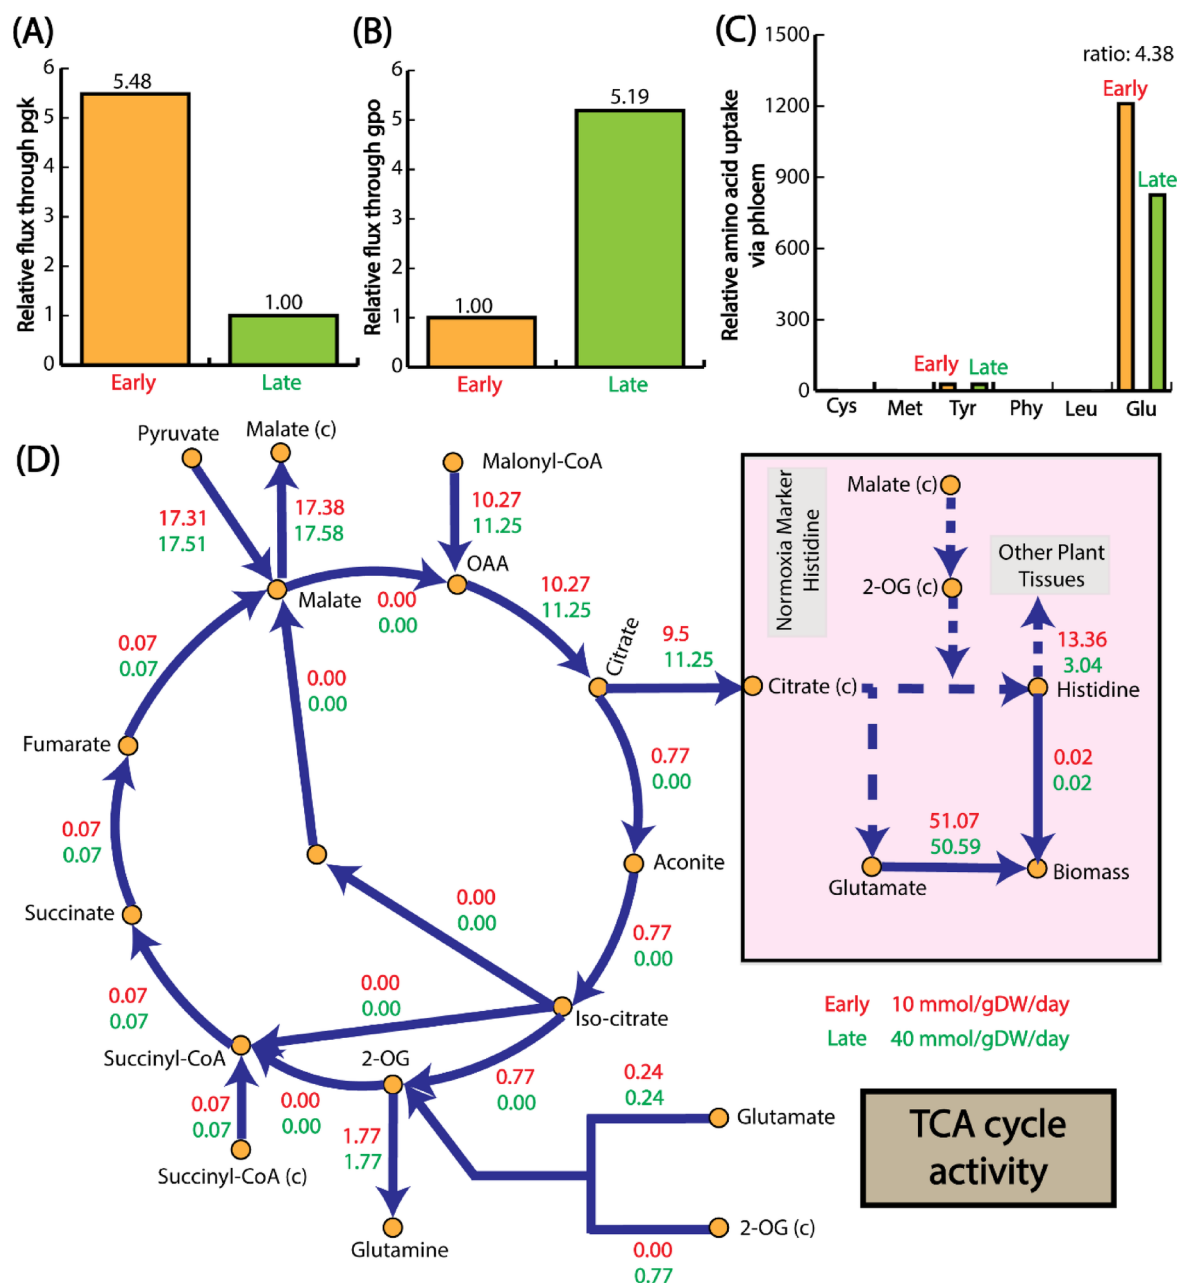 (A)
Relative flux through pgk
6
5
4
3
2
1
0
5.48
1.00
Early
Late
(B)
Relative flux through gpo
6
5
4
3
2
1
0
1.00
5.19
Early
Late
(C)
Relative amino acid uptake
via phloem
1500
1200
900
600
300
0
ratio: 4.38
Early
Late
Early
Late
Cys
Met
Tyr
Phy
Leu
Glu
(D)
Pyruvate
Malate (c)
Malonyl-CoA
17.31
17.51
17.38
17.58
10.27
11.25
OAA
Malate
0.00
0.00
10.27
11.25
Citrate
9.5
11.25
0.07
0.07
0.00
0.00
Fumarate
0.77
0.00
Aconite
0.07
0.07
Succinate
0.00
0.00
0.77
0.00
0.07
0.07
0.00
0.00
Iso-citrate
Succinyl-CoA
2-OG
0.07
0.07
0.00
0.00
0.77
0.00
Succinyl-CoA (c)
1.77
1.77
Glutamine
0.24
0.24
Glutamate
2-OG (c)
0.00
0.77
Normoxia Marker
Histidine
Malate (c)
2-OG (c)
Other Plant
Tissues
13.36
3.04
Citrate (c)
Histidine
0.02
0.02
51.07
50.59
Glutamate
Biomass
Early 10 mmol/gDW/day
Late 40 mmol/gDW/day
TCA cycle
activity